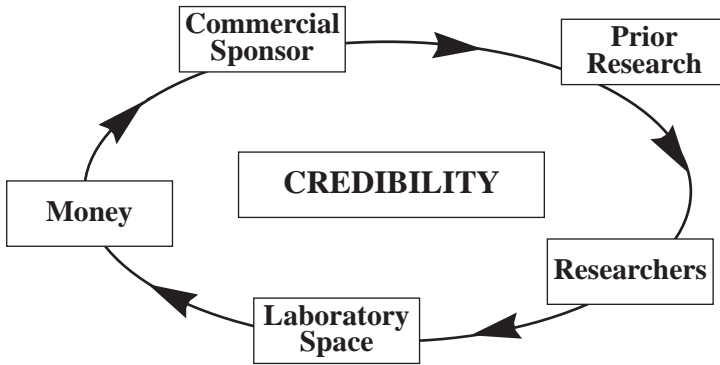 Commercial
Sponsor
Prior
Research
CREDIBILITY
Money
Researchers
Laboratory
Space